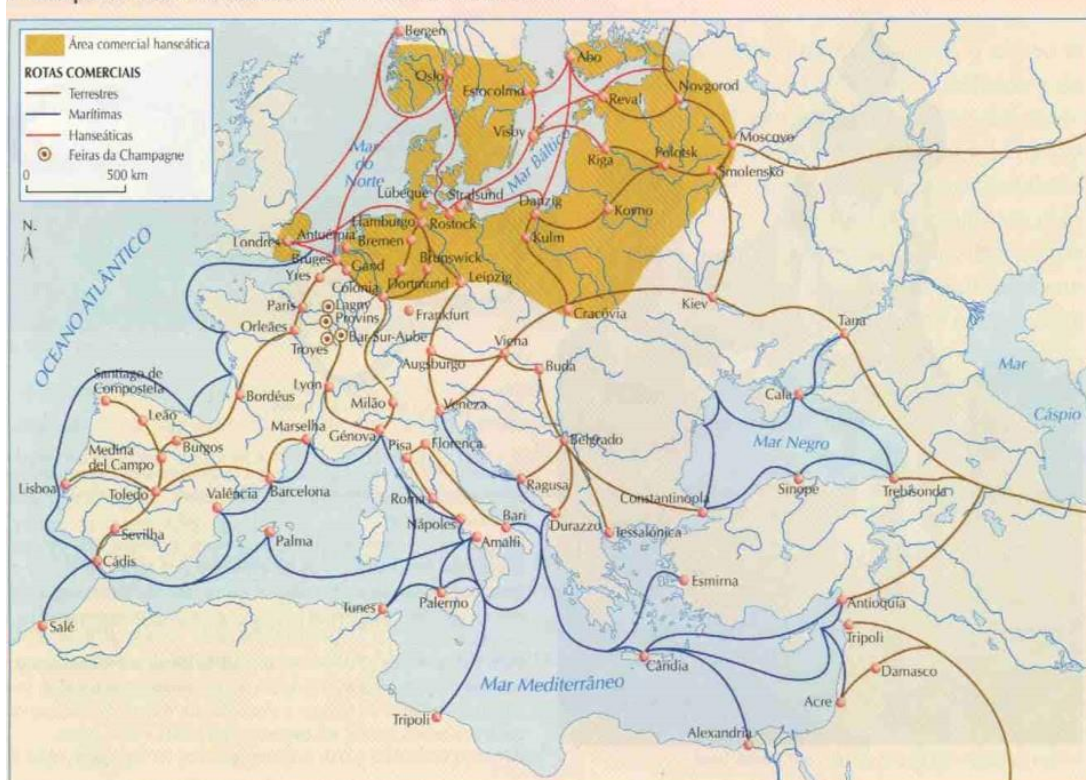 Área comercial hanseática
ROTAS COMERCIAIS
Terrestres
Marítimas
Hanseáticas
Feiras da Champagne
0 500 km
N.
OCEANO ATLÂNTICO
Mar
do
Norte
Mar Báltico
Mar Negro
Mar
Cáspio
Mar Mediterrâneo
Bergen
Oslo
Estocolmo
Abo
Reval
Novgorod
Visby
Moscovo
Riga
Polotsk
Smolensko
Lübeque
Stralsund
Danzig
Hamburgo
Rostock
Kovno
Londres
Antuérpia
Bremen
Kulm
Bruges
Gand
Brunswick
Yres
Colónia
Dortmund
Leipzig
Paris
Lagny
Frankfurt
Cracóvia
Kiev
Provins
Orleães
Bar-Sur-Aube
Troyes
Viena
Tana
Augsburgo
Buda
Santiago de
Compostela
Lyon
Leão
Bordéus
Milão
Veneza
Cafa
Burgos
Marselha
Génova
Pisa
Florença
Belgrado
Medina
del Campo
Lisboa
Toledo
Valência
Barcelona
Roma
Ragusa
Constantinopla
Sinope
Trebisonda
Sevilha
Palma
Nápoles
Bari
Durazzo
Amalfi
Tessalónica
Cádis
Esmirna
Salé
Tunes
Palermo
Antioquia
Tripoli
Cândia
Damasco
Tripoli
Acre
Alexandria